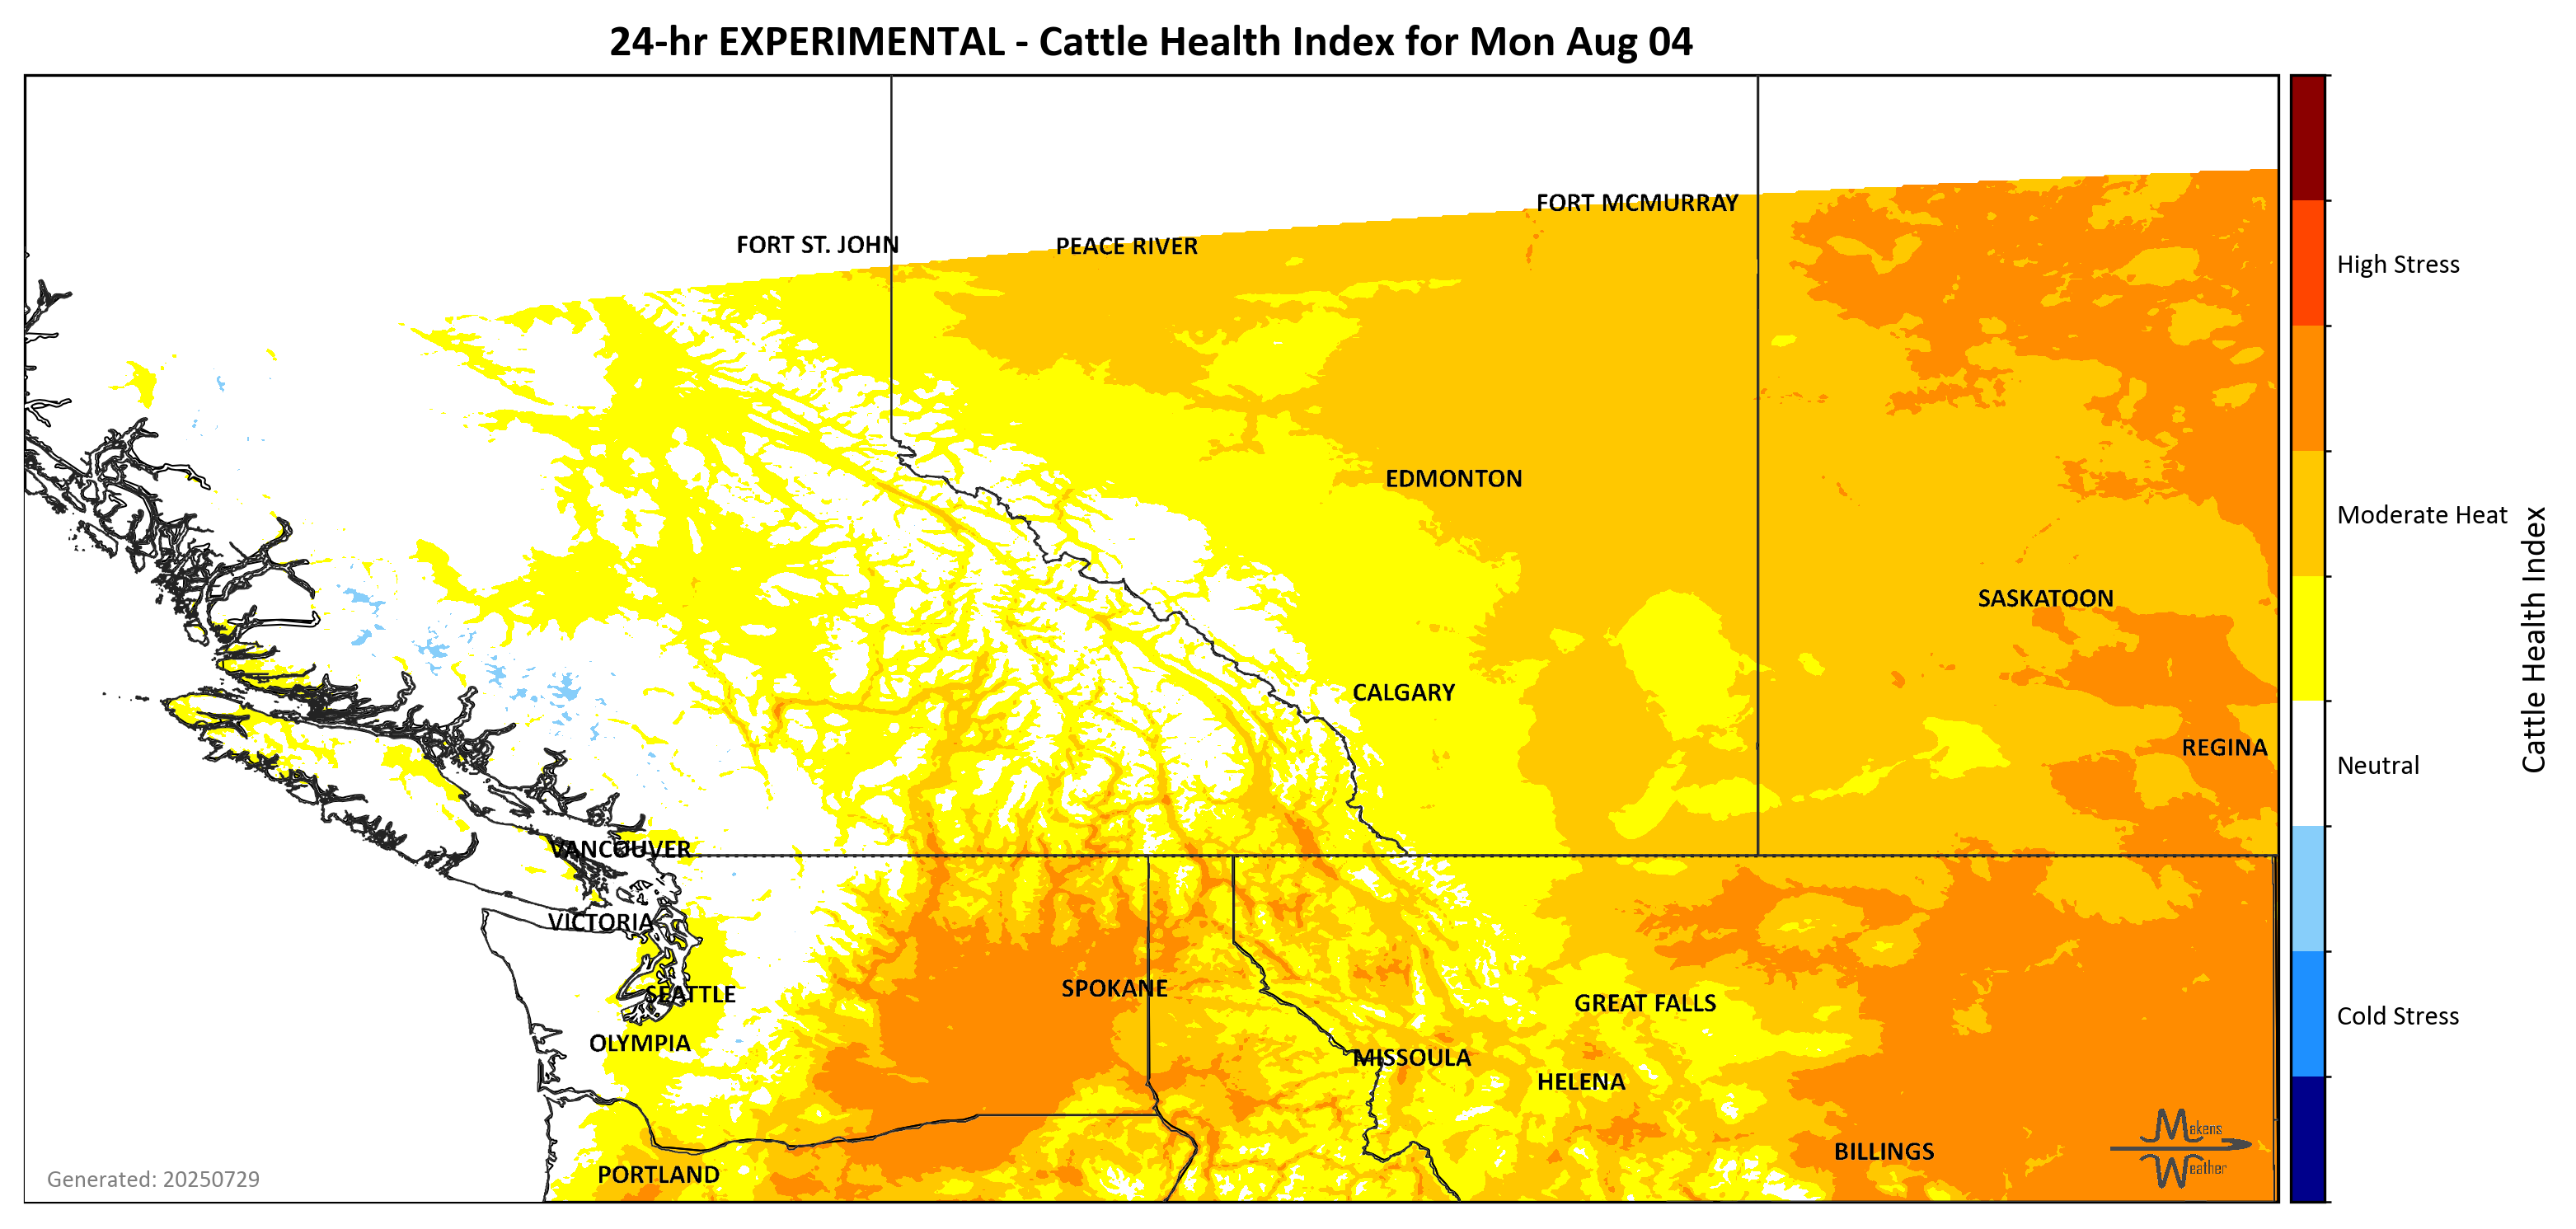 24-hr EXPERIMENTAL - Cattle Health Index for Mon Aug 04
FORT MCMURRAY
FORT ST. JOHN
PEACE RIVER
High Stress
EDMONTON
Moderate Heat
SASKATOON
CALGARY
Cattle Health Index
REGINA
Neutral
VANCOUVER
VICTORIA
SPOKANE
SEATTLE
GREAT FALLS
Cold Stress
OLYMPIA
MISSOULA
HELENA
Makens
BILLINGS
Weather
PORTLAND
Generated: 20250729